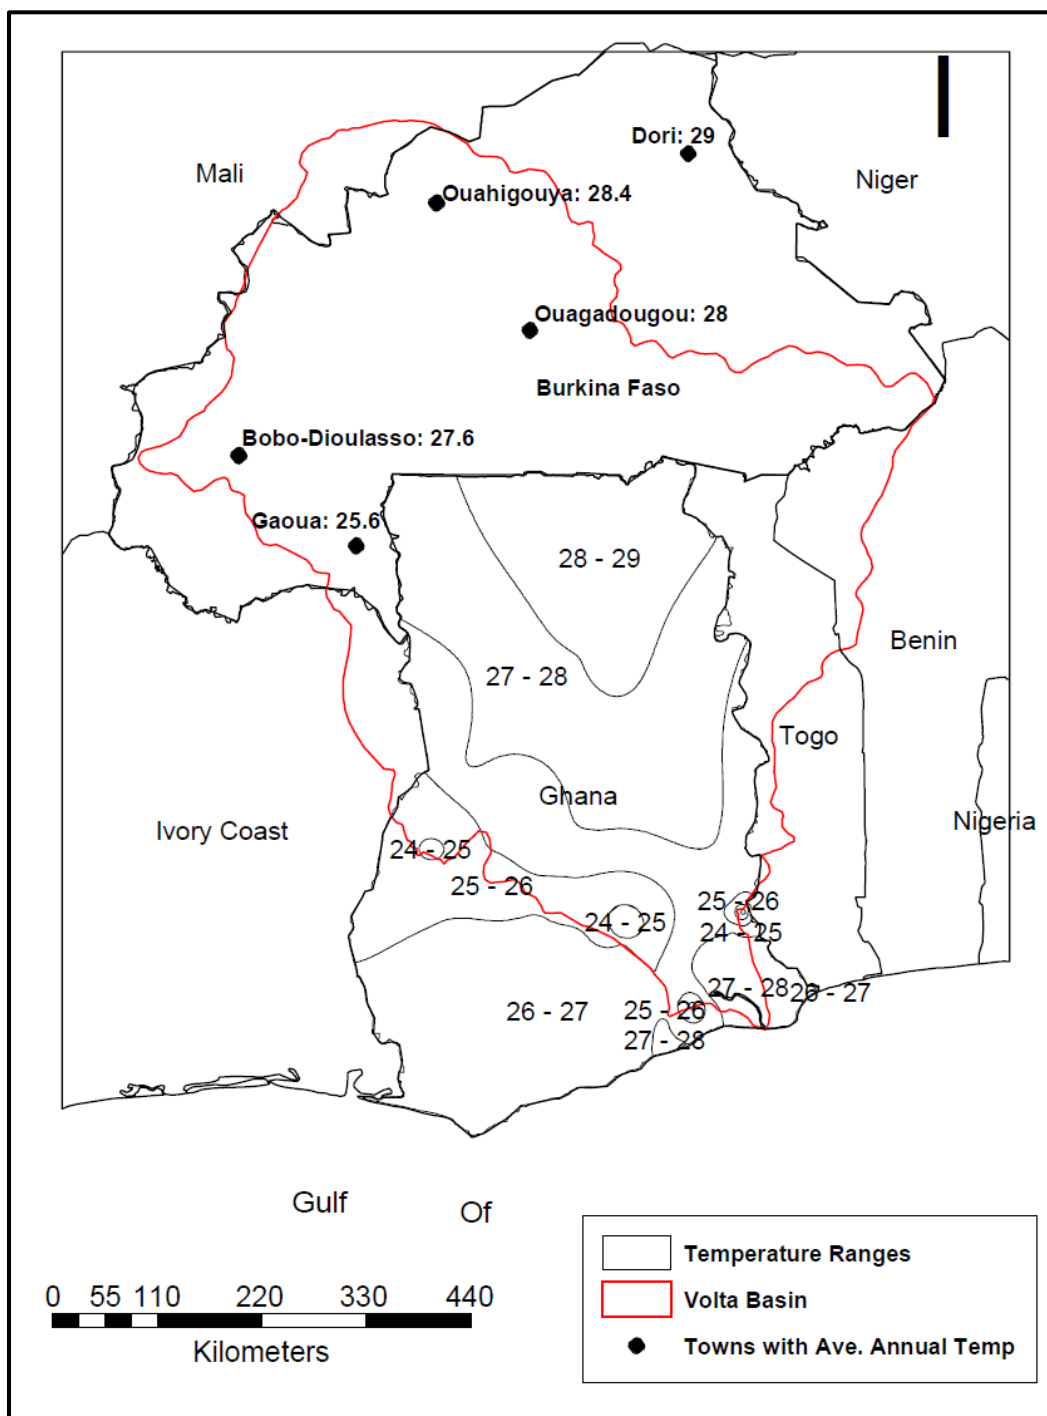 Dori: 29
Mali
Niger
Ouahigouya: 28.4
Ouagadougou: 28
Burkina Faso
Bobo-Dioulasso: 27.6
Gaoua: 25.6
28 - 29
Benin
27 - 28
Togo
Ghana
Ivory Coast
Nigeria
24 - 25
25 - 26
25 - 26
24 - 25
24 - 25
27 - 28
26 - 27
26 - 27
25 - 26
27 - 28
Gulf
Of
Temperature Ranges
Volta Basin
Towns with Ave. Annual Temp
0 55 110 220 330 440
Kilometers